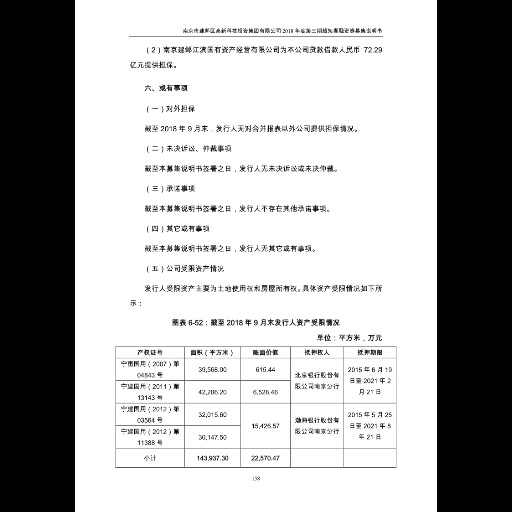 南京市建邺区高新科技投资集团有限公司 2018 年度第三期超短期融资券募集说明书
（2）南京建邺江滨国有资产经营有限公司为本公司贷款借款人民币 72.29
亿元提供担保。
六、或有事项
（一）对外担保
截至 2018 年 9 月末，发行人无对合并报表以外公司提供担保情况。
（二）未决诉讼、仲裁事项
截至本募集说明书签署之日，发行人无未决诉讼或未决仲裁。
（三）承诺事项
截至本募集说明书签署之日，发行人不存在其他承诺事项。
（四）其它或有事项
截至本募集说明书签署之日，发行人无其它或有事项。
（五）公司受限资产情况
发行人受限资产主要为土地使用权和房屋所有权。具体资产受限情况如下所
示：
图表 6-52：截至 2018 年 9 月末发行人资产受限情况
单位：平方米，万元
产权证号 面积（平方米） 账面价值 抵押权人 抵押期限
宁雨国用（2007）第
04843 号 39,568.00 615.44
宁建国用（2011）第
13143 号 42,206.20 6,528.46
北京银行股份有
限公司南京分行
2015 年 6 月 19
日至 2021 年 2
月 21 日
宁建国用（2012）第
03564 号 32,015.60
宁建国用（2012）第
11388 号 30,147.50
15,426.57
渤海银行股份有
限公司南京分行
2015 年 5 月 25
日至 2021 年 8
月 21 日
小计 143,937.30 22,570.47
158